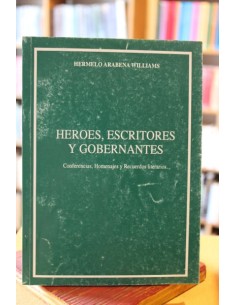 HERMELO ARABENA WILLIAMS
HEROES, ESCRITORES
Y GOBERNANTES
Conferencias, Homenajes y Recuerdos literarios